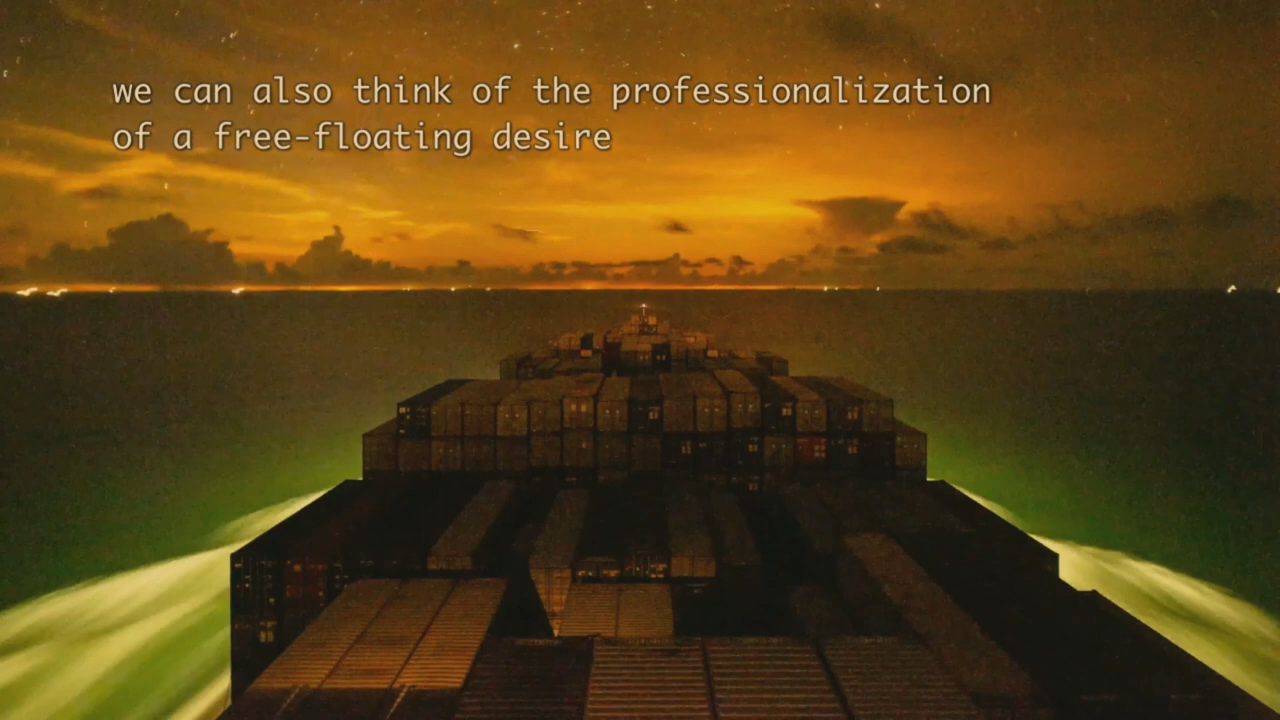 we can also think of the professionalization
of a free-floating desire